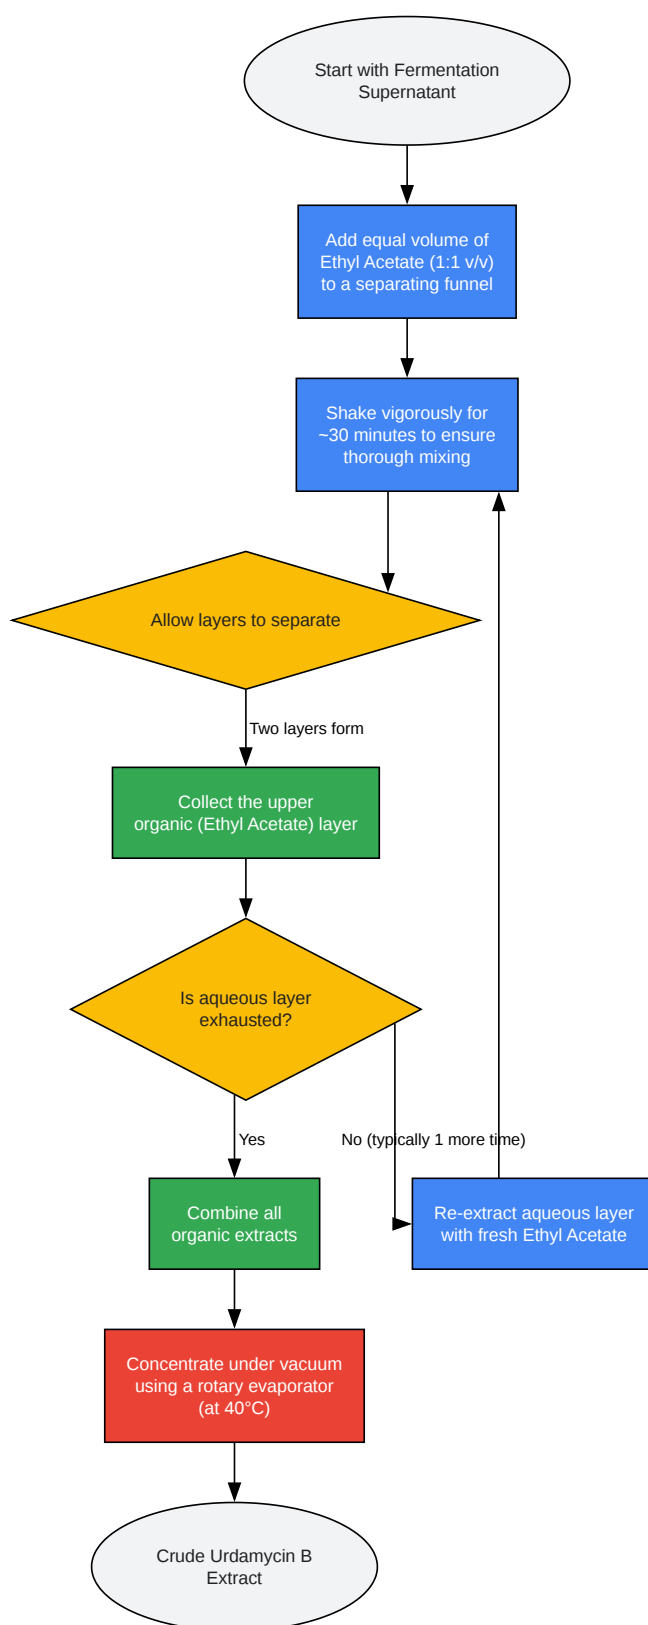 Start with Fermentation
Supernatant
Add equal volume of
Ethyl Acetate (1:1 v/v)
to a separating funnel
Shake vigorously for
~30 minutes to ensure
thorough mixing
Allow layers to separate
Two layers form
Collect the upper
organic (Ethyl Acetate) layer
Is aqueous layer
exhausted?
Yes
No (typically 1 more time)
Combine all
organic extracts
Re-extract aqueous layer
with fresh Ethyl Acetate
Concentrate under vacuum
using a rotary evaporator
(at 40°C)
Crude Urdamycin B
Extract